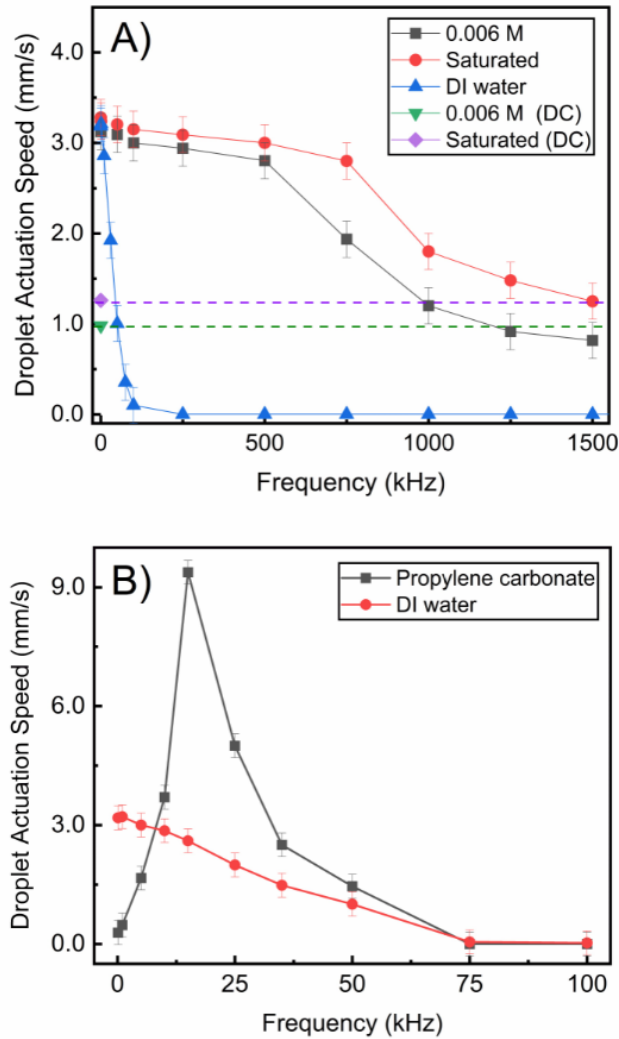 A)
0.006 M
Saturated
DI water
0.006 M (DC)
Saturated (DC)
Droplet Actuation Speed (mm/s)
4.0
3.0
2.0
1.0
0.0
0
500
1000
1500
Frequency (kHz)
B)
Propylene carbonate
DI water
Droplet Actuation Speed (mm/s)
9.0
6.0
3.0
0.0
0
25
50
75
100
Frequency (kHz)